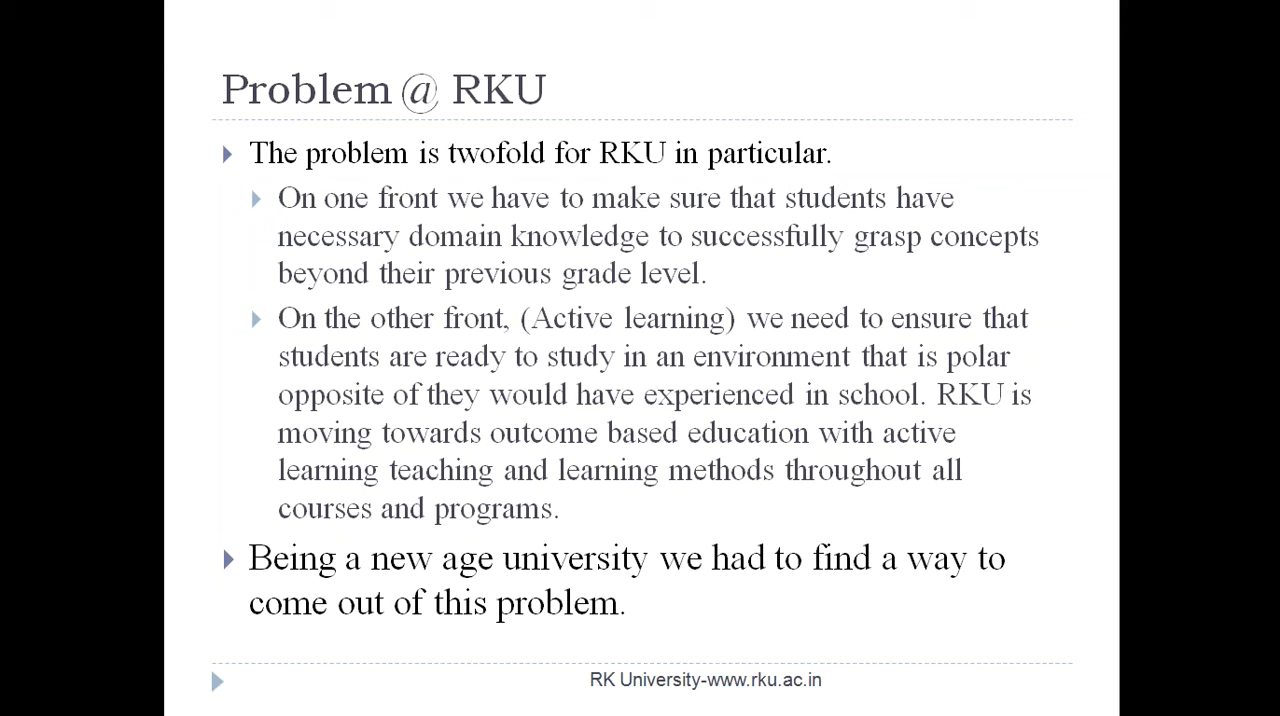 Problem @ RKU
The problem is twofold for RKU in particular.
On one front we have to make sure that students have
necessary domain knowledge to successfully grasp concepts
beyond their previous grade level.
On the other front, (Active learning) we need to ensure that
students are ready to study in an environment that is polar
opposite of they would have experienced in school. RKU is
moving towards outcome based education with active
learning teaching and learning methods throughout all
courses and programs.
Being a new age university we had to find a way to
come out of this problem.
RK University-www.rku.ac.in